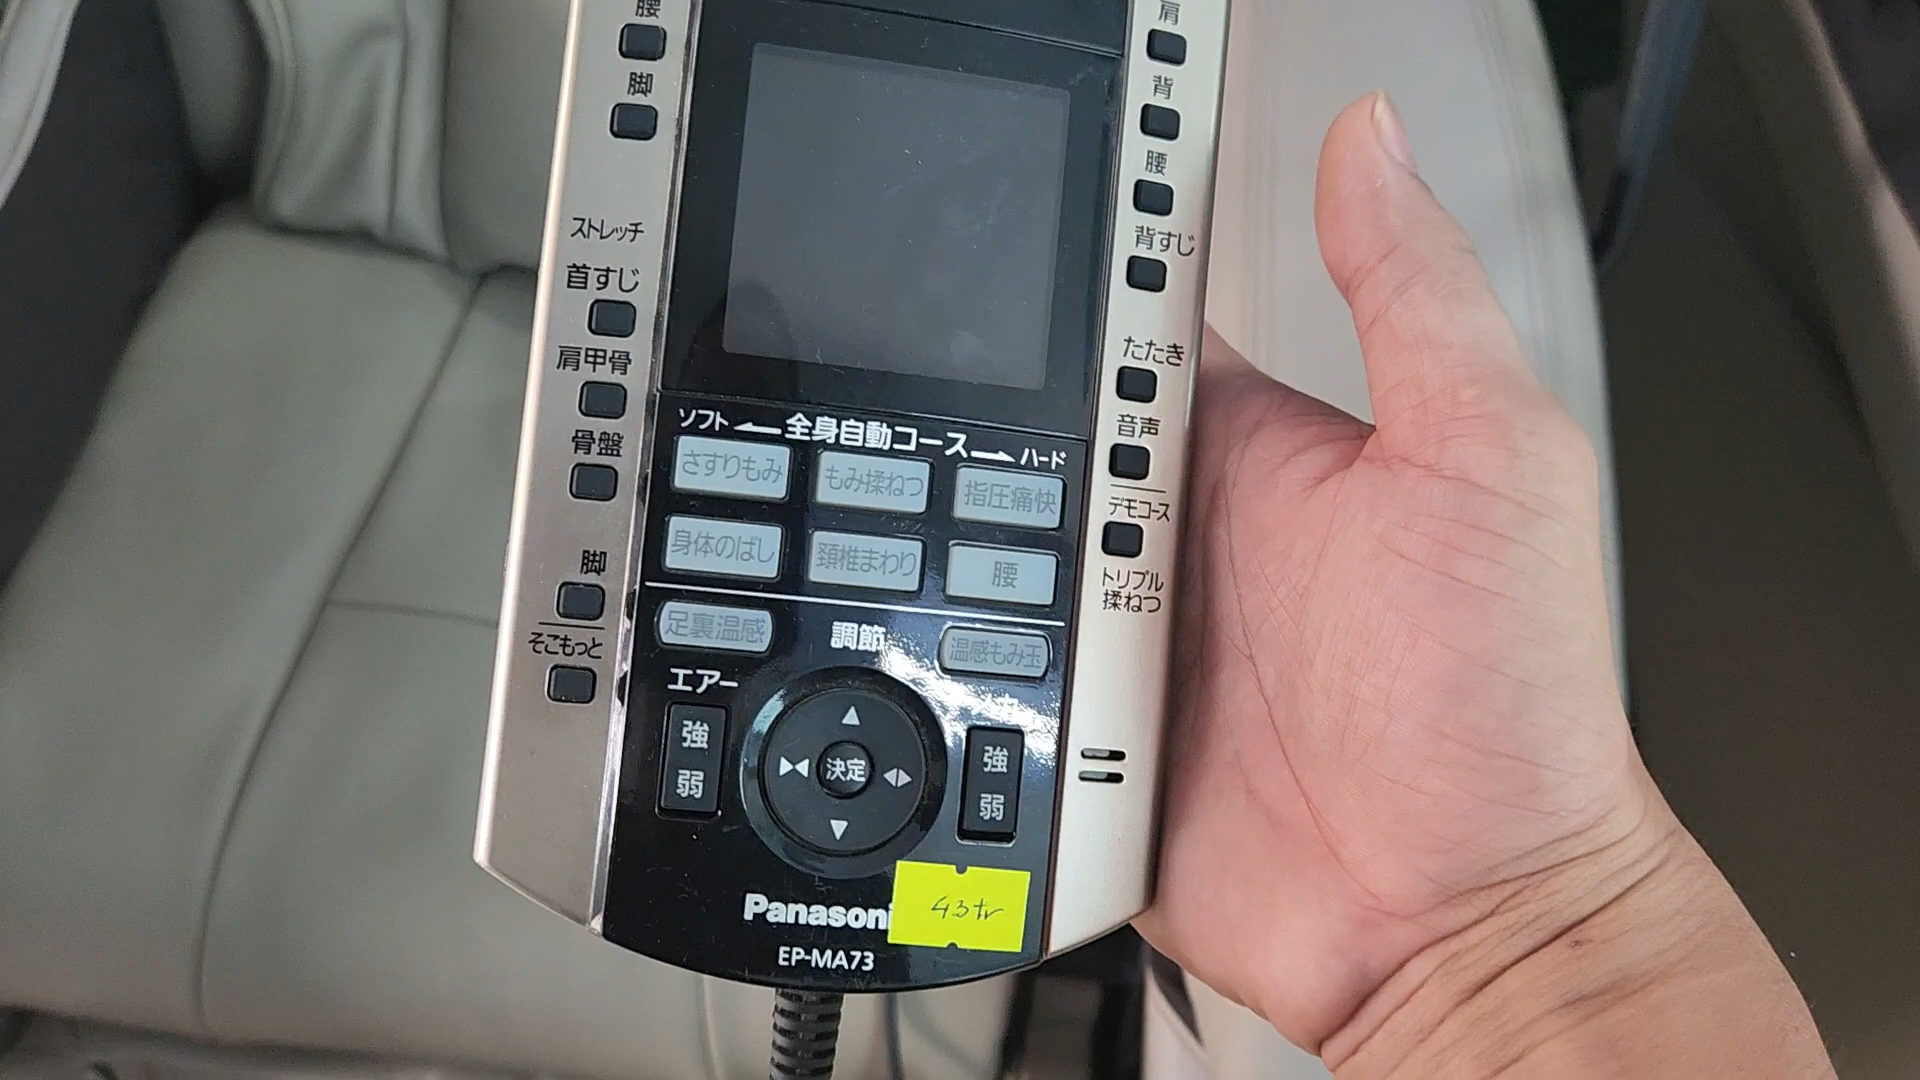 腰
脚
ストレッチ
首すじ
肩甲骨
骨盤
脚
そこもっと
肩
背
腰
背すじ
たたき
音声
デモコース
トリプル
揉ねつ
ソフト 全身自動コース ハード
さすりもみ もみ揉ねつ 指圧痛快
身体のばし 頚椎まわり 腰
足裏温感 調節 温感もみ玉
エアー
強 強
弱 決定 弱
Panasoni
43tr
EP-MA73